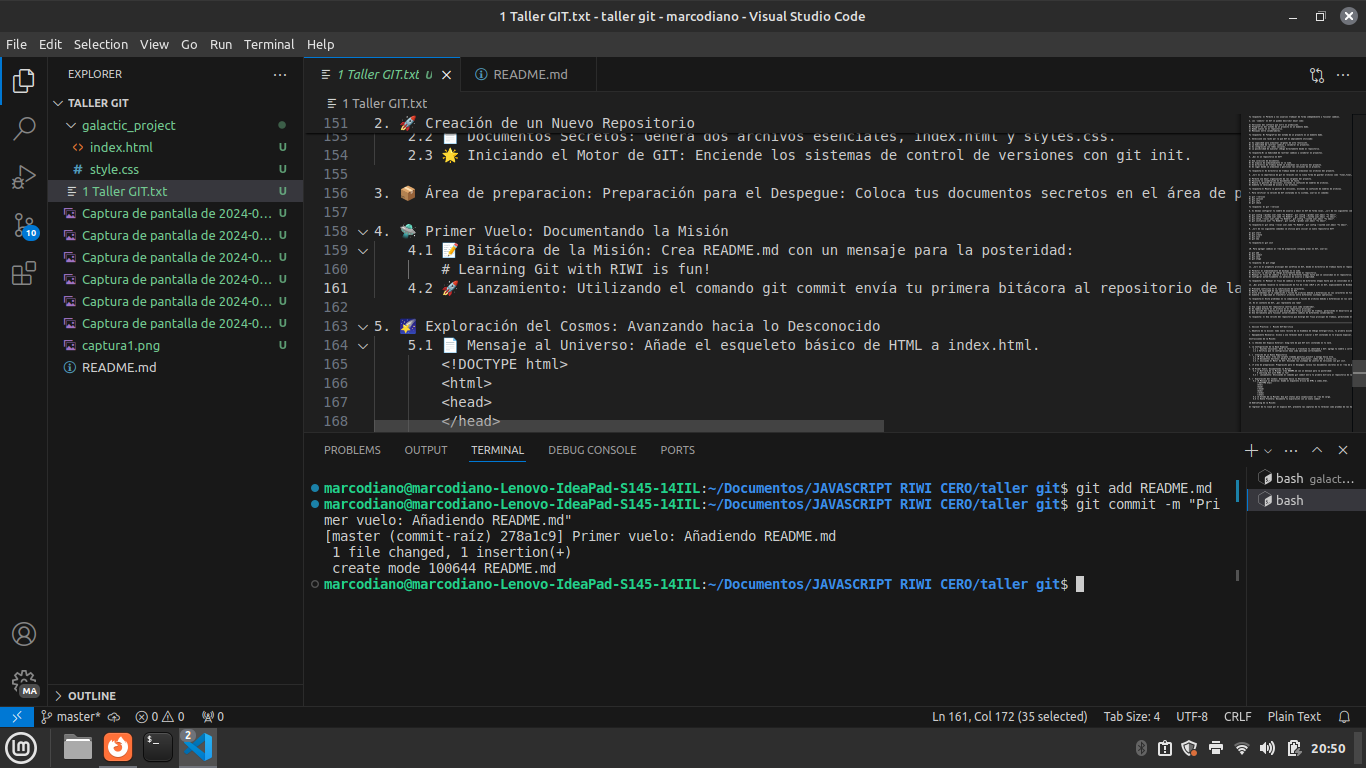 1 Taller GIT.txt - taller git - marcodiano - Visual Studio Code
File Edit Selection View Go Run Terminal Help
EXPLORER
TALLER GIT
galactic_project
index.html U
style.css U
1 Taller GIT.txt U
Captura de pantalla de 2024-0... U
Captura de pantalla de 2024-0... U
Captura de pantalla de 2024-0... U
Captura de pantalla de 2024-0... U
Captura de pantalla de 2024-0... U
Captura de pantalla de 2024-0... U
captura1.png U
README.md
OUTLINE
10
MA
1 Taller GIT.txt U
README.md
1 Taller GIT.txt
151 2. 🚀 Creación de un Nuevo Repositorio
153 2.2 📄 Documentos Secretos: Genera dos archivos esenciales, index.html y styles.css.
154 2.3 🌟 Iniciando el Motor de GIT: Enciende los sistemas de control de versiones con git init.
155
156 3. 📦 Área de preparacion: Preparación para el Despegue: Coloca tus documentos secretos en el área de p
157
158 4. 🛸 Primer Vuelo: Documentando la Misión
159 4.1 📝 Bitácora de la Misión: Crea README.md con un mensaje para la posteridad:
160 # Learning Git with RIWI is fun!
161 4.2 🚀 Lanzamiento: Utilizando el comando git commit envía tu primera bitácora al repositorio de la
162
163 5. 🌠 Exploración del Cosmos: Avanzando hacia lo Desconocido
164 5.1 📄 Mensaje al Universo: Añade el esqueleto básico de HTML a index.html.
165 <!DOCTYPE html>
166 <html>
167 <head>
168 </head>
PROBLEMS OUTPUT TERMINAL DEBUG CONSOLE PORTS
marcodiano@marcodiano-Lenovo-IdeaPad-S145-14IIL:~/Documentos/JAVASCRIPT RIWI CERO/taller git$ git add README.md
marcodiano@marcodiano-Lenovo-IdeaPad-S145-14IIL:~/Documentos/JAVASCRIPT RIWI CERO/taller git$ git commit -m "Pri
mer vuelo: Añadiendo README.md"
[master (commit-raíz) 278a1c9] Primer vuelo: Añadiendo README.md
1 file changed, 1 insertion(+)
create mode 100644 README.md
marcodiano@marcodiano-Lenovo-IdeaPad-S145-14IIL:~/Documentos/JAVASCRIPT RIWI CERO/taller git$
bash galact...
bash
master* 0 0 0
Ln 161, Col 172 (35 selected) Tab Size: 4 UTF-8 CRLF Plain Text
2
20:50